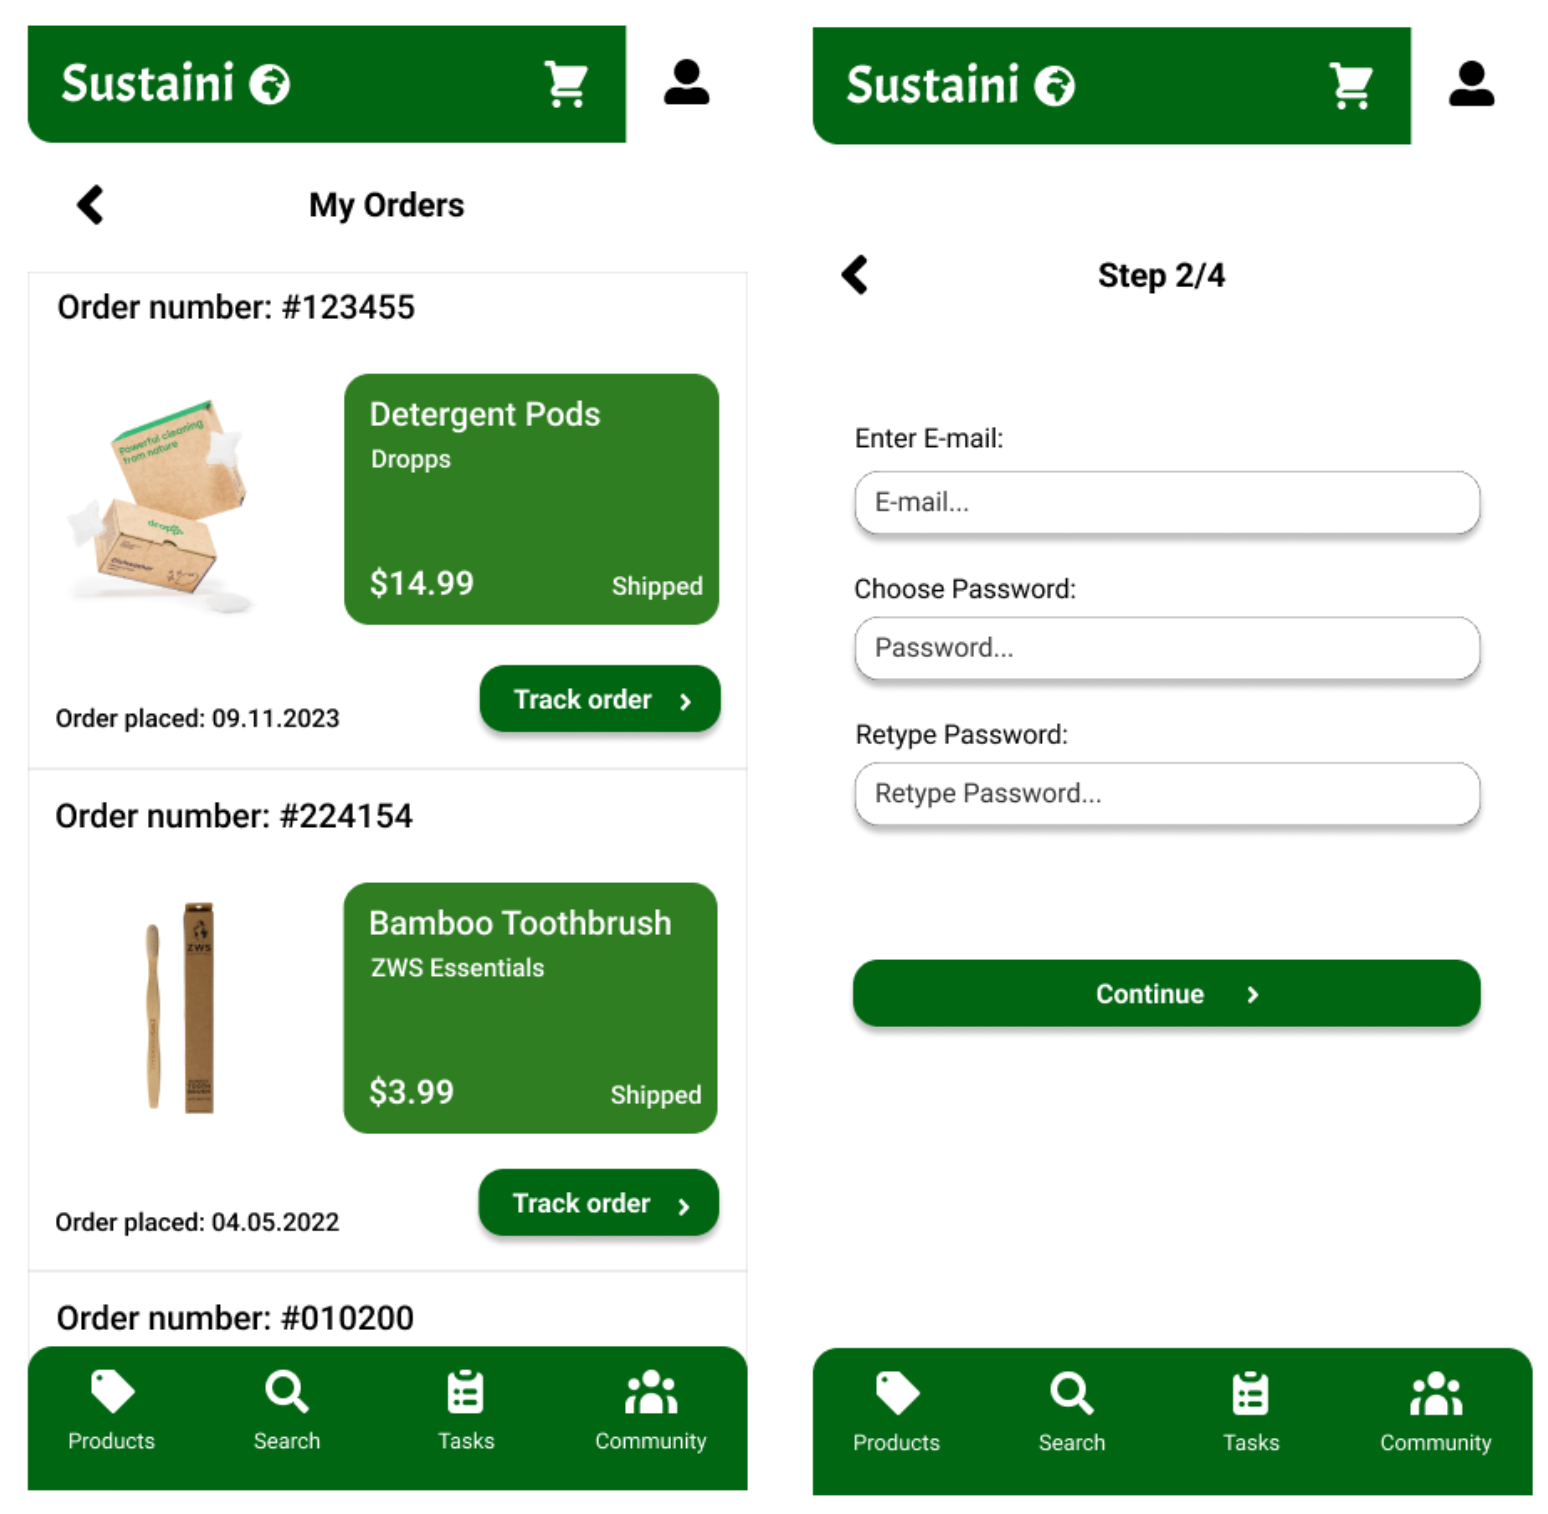 Sustaini
My Orders
Order number: #123455
Powerful cleaning
from nature
dropps
Dishwasher
Detergent Pods
Dropps
$14.99
Shipped
Order placed: 09.11.2023
Track order
Order number: #224154
ZWS
Bamboo Toothbrush
ZWS Essentials
$3.99
Shipped
Order placed: 04.05.2022
Track order
Order number: #010200
Products
Search
Tasks
Community
Sustaini
Step 2/4
Enter E-mail:
E-mail...
Choose Password:
Password...
Retype Password:
Retype Password...
Continue
Products
Search
Tasks
Community